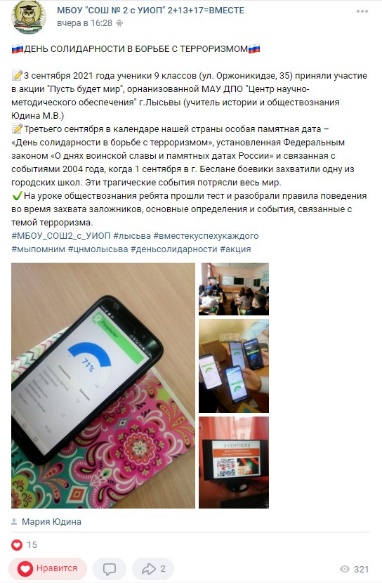 МБОУ "СОШ № 2 с УИОП" 2+13+17=ВМЕСТЕ
вчера в 16:28
ДЕНЬ СОЛИДАРНОСТИ В БОРЬБЕ С ТЕРРОРИЗМОМ
3 сентября 2021 года ученики 9 классов (ул. Оржоникидзе, 35) приняли участие
в акции "Пусть будет мир", орнанизованной МАУ ДПО "Центр научно-
методического обеспечения" г.Лысьвы (учитель истории и обществознания
Юдина М.В.)
Третьего сентября в календаре нашей страны особая памятная дата –
«День солидарности в борьбе с терроризмом», установленная Федеральным
законом «О днях воинской славы и памятных датах России» и связанная с
событиями 2004 года, когда 1 сентября в г. Беслане боевики захватили одну из
городских школ. Эти трагические события потрясли весь мир.
На уроке обществознания ребята прошли тест и разобрали правила поведения
во время захвата заложников, основные определения и события, связанные с
темой терроризма.
#МБОУ_СОШ2_с_УИОП #лысьва #вместекуспехукаждого
#мыпомним #цнмолысьва #деньсолидарности #акция
71%
Мария Юдина
15
Нравится
2
321